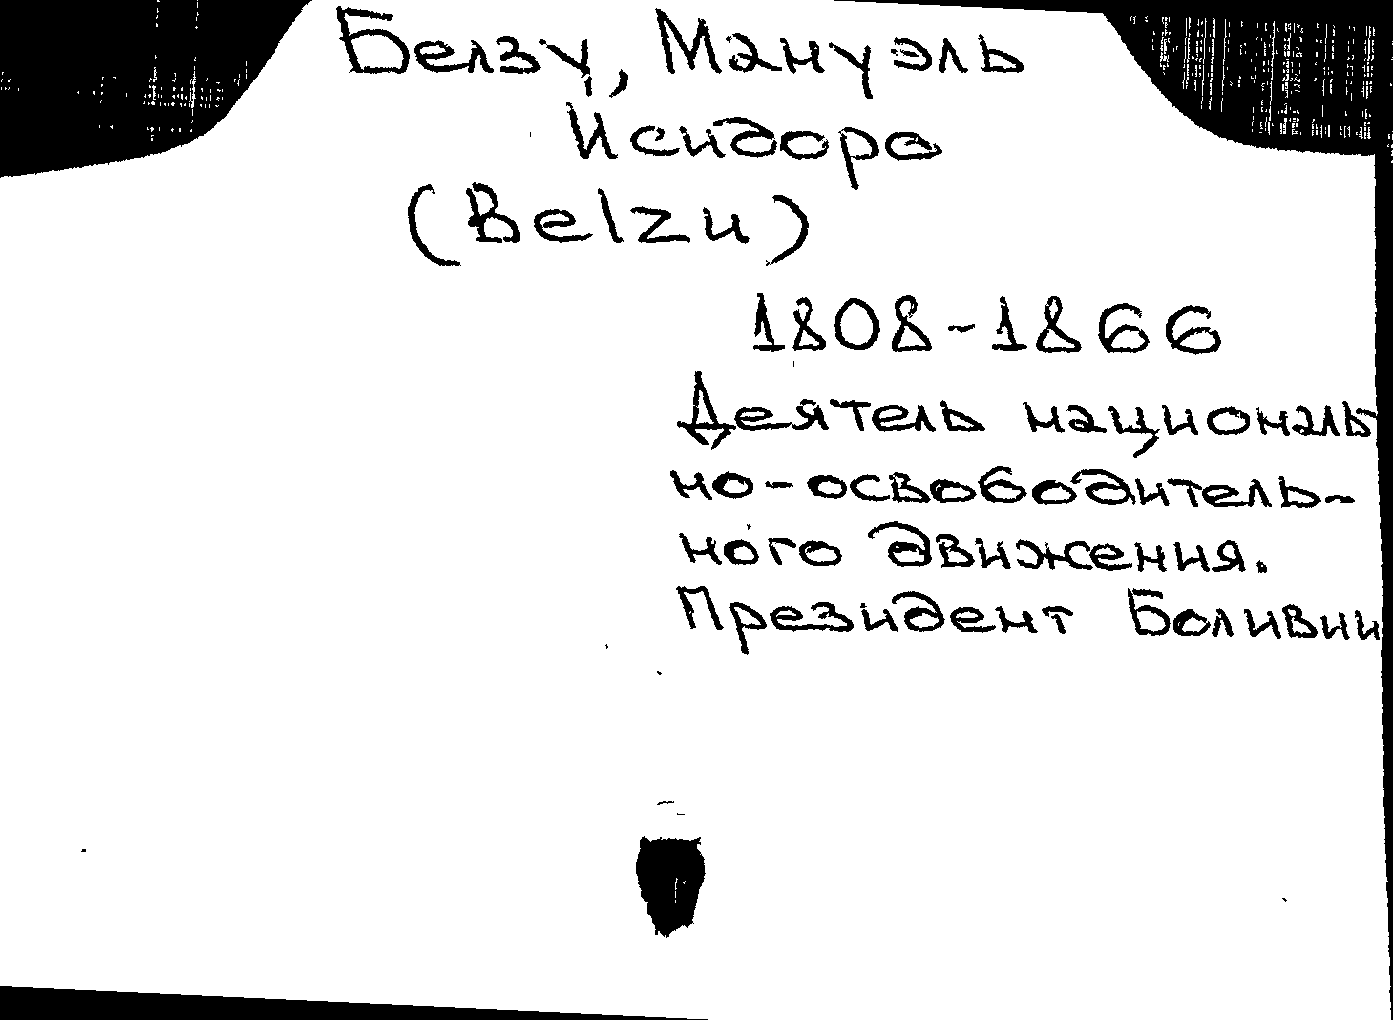 Белзу, Мануэль
Исидоро
(Belzu)
1808-1866
Деятель националь
но-освободитель-
ного движения.
Президент Боливии